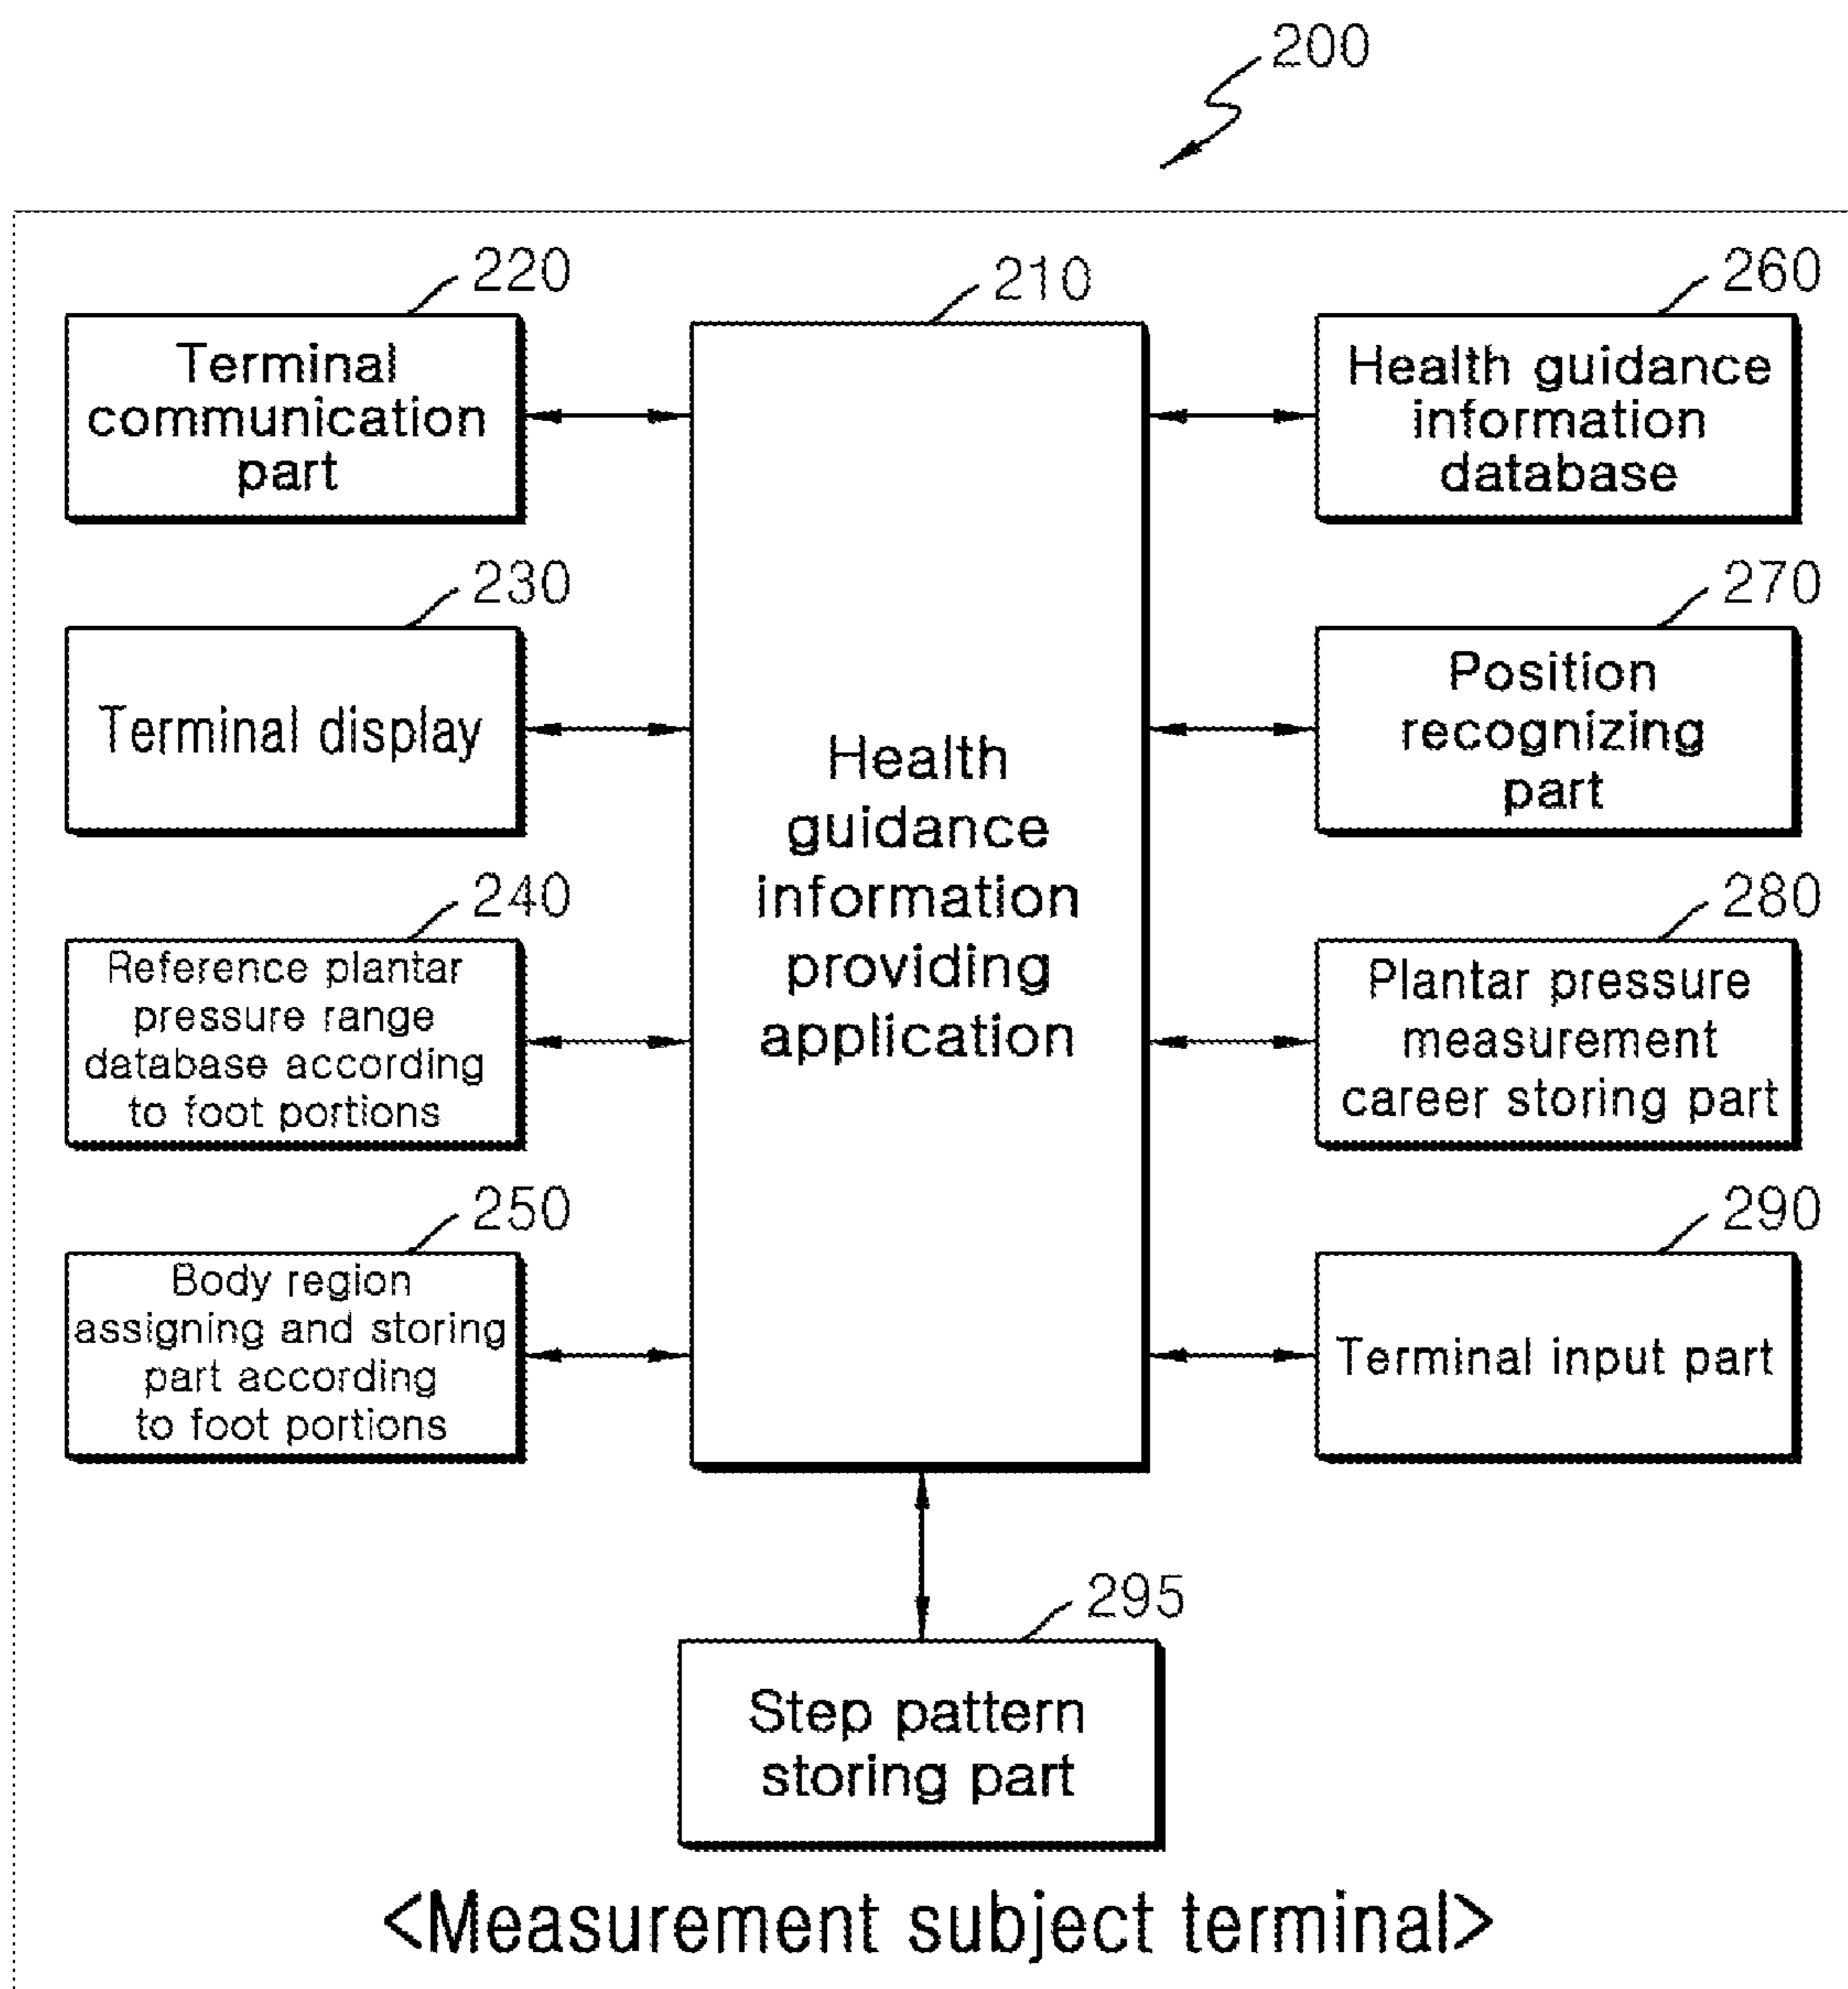 200
220
Terminal
communication
part
230
Terminal display
240
Reference plantar
pressure range
database according
to foot portions
250
Body region
assigning and storing
part according
to foot portions
210
Health
guidance
information
providing
application
260
Health guidance
information
database
270
Position
recognizing
part
280
Plantar pressure
measurement
career storing part
290
Terminal input part
295
Step pattern
storing part
<Measurement subject terminal>